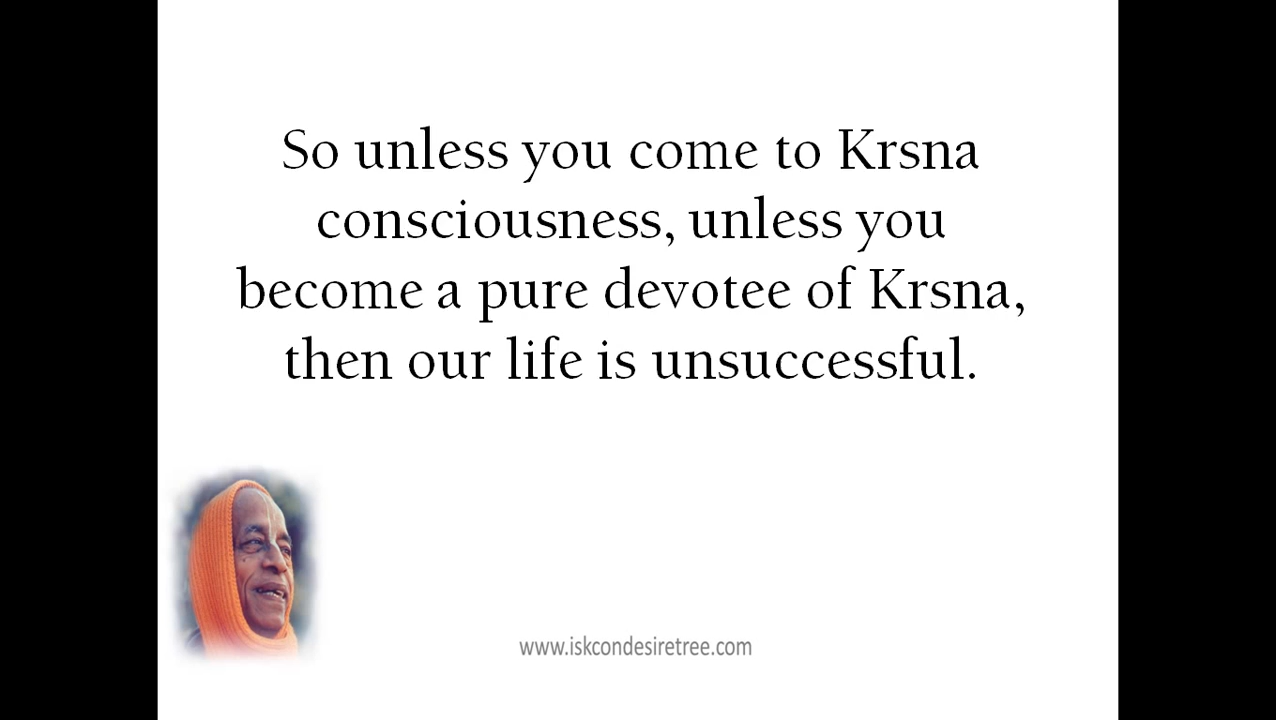 So unless you come to Krsna
consciousness, unless you
become a pure devotee of Krsna,
then our life is unsuccessful.
www.iskcondesiretree.com